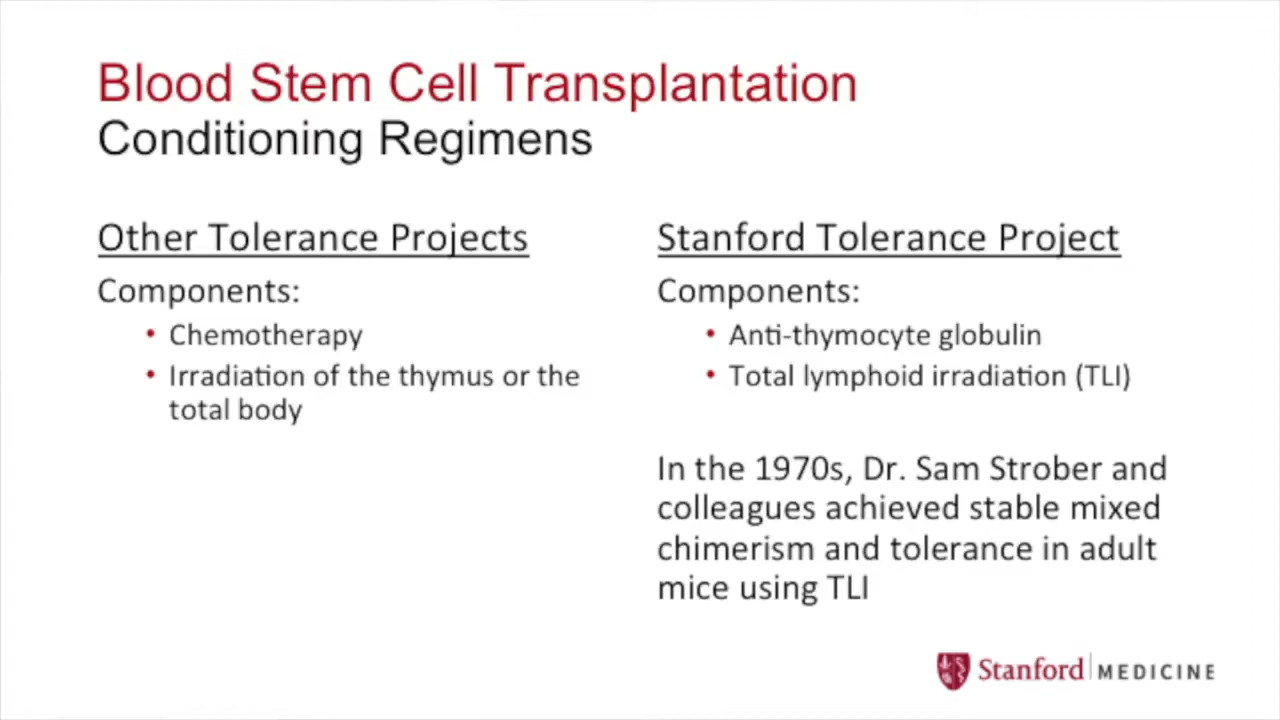 Blood Stem Cell Transplantation
Conditioning Regimens
Other Tolerance Projects
Components:
• Chemotherapy
• Irradiation of the thymus or the
total body
Stanford Tolerance Project
Components:
• Anti-thymocyte globulin
• Total lymphoid irradiation (TLI)
In the 1970s, Dr. Sam Strober and
colleagues achieved stable mixed
chimerism and tolerance in adult
mice using TLI
Stanford MEDICINE